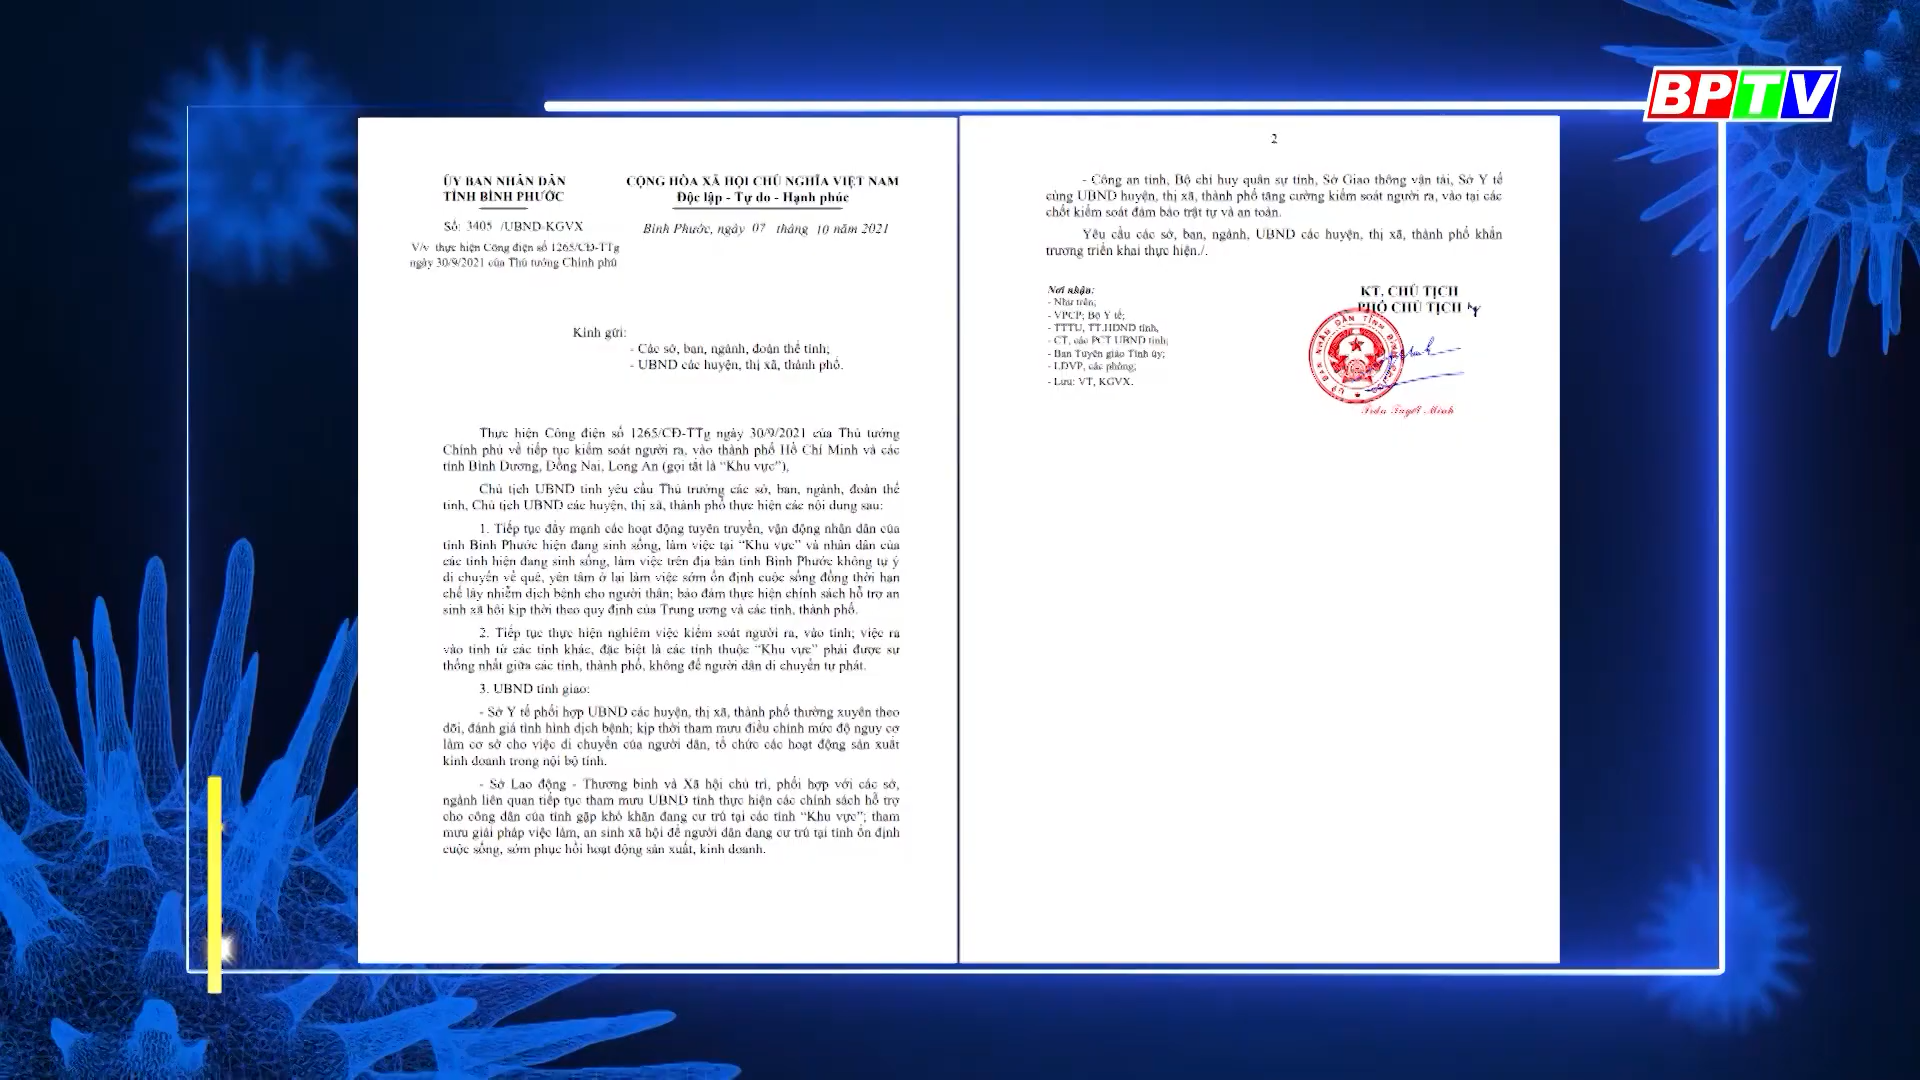 BPTV
ỦY BAN NHÂN DÂN
TỈNH BÌNH PHƯỚC
Số: 3405 /UBND-KGVX
V/v thực hiện Công điện số 1265/CĐ-TTg
ngày 30/9/2021 của Thủ tướng Chính phủ
CỘNG HÒA XÃ HỘI CHỦ NGHĨA VIỆT NAM
Độc lập - Tự do - Hạnh phúc
Bình Phước, ngày 07 tháng 10 năm 2021
Kính gửi:
- Các sở, ban, ngành, đoàn thể tỉnh;
- UBND các huyện, thị xã, thành phố.
Thực hiện Công điện số 1265/CĐ-TTg ngày 30/9/2021 của Thủ tướng
Chính phủ về tiếp tục kiểm soát người ra, vào thành phố Hồ Chí Minh và các
tỉnh Bình Dương, Đồng Nai, Long An (gọi tắt là “Khu vực”),
Chủ tịch UBND tỉnh yêu cầu Thủ trưởng các sở, ban, ngành, đoàn thể
tỉnh, Chủ tịch UBND các huyện, thị xã, thành phố thực hiện các nội dung sau:
1. Tiếp tục đẩy mạnh các hoạt động tuyên truyền, vận động nhân dân của
tỉnh Bình Phước hiện đang sinh sống, làm việc tại “Khu vực” và nhân dân của
các tỉnh hiện đang sinh sống, làm việc trên địa bàn tỉnh Bình Phước không tự ý
di chuyển về quê, yên tâm ở lại làm việc sớm ổn định cuộc sống đồng thời hạn
chế lây nhiễm dịch bệnh cho người thân; bảo đảm thực hiện chính sách hỗ trợ an
sinh xã hội kịp thời theo quy định của Trung ương và các tỉnh, thành phố.
2. Tiếp tục thực hiện nghiêm việc kiểm soát người ra, vào tỉnh; việc ra
vào tỉnh từ các tỉnh khác, đặc biệt là các tỉnh thuộc “Khu vực” phải được sự
thống nhất giữa các tỉnh, thành phố, không để người dân di chuyển tự phát.
3. UBND tỉnh giao:
- Sở Y tế phối hợp UBND các huyện, thị xã, thành phố thường xuyên theo
dõi, đánh giá tình hình dịch bệnh; kịp thời tham mưu điều chỉnh mức độ nguy cơ
làm cơ sở cho việc di chuyển của người dân, tổ chức các hoạt động sản xuất
kinh doanh trong nội bộ tỉnh.
- Sở Lao động - Thương binh và Xã hội chủ trì, phối hợp với các sở,
ngành liên quan tiếp tục tham mưu UBND tỉnh thực hiện các chính sách hỗ trợ
cho công dân của tỉnh gặp khó khăn đang cư trú tại các tỉnh “Khu vực”; tham
mưu giải pháp việc làm, an sinh xã hội để người dân đang cư trú tại tỉnh ổn định
cuộc sống, sớm phục hồi hoạt động sản xuất, kinh doanh.
2
- Công an tỉnh, Bộ chỉ huy quân sự tỉnh, Sở Giao thông vận tải, Sở Y tế
cùng UBND huyện, thị xã, thành phố tăng cường kiểm soát người ra, vào tại các
chốt kiểm soát đảm bảo trật tự và an toàn.
Yêu cầu các sở, ban, ngành, UBND các huyện, thị xã, thành phố khẩn
trương triển khai thực hiện./.
Nơi nhận:
- Như trên;
- VPCP; Bộ Y tế;
- TTTU, TT.HĐND tỉnh,
- CT, các PCT UBND tỉnh;
- Ban Tuyên giáo Tỉnh ủy;
- LĐVP, các phòng;
- Lưu: VT, KGVX.
KT. CHỦ TỊCH
PHÓ CHỦ TỊCH
Trần Tuyết Minh